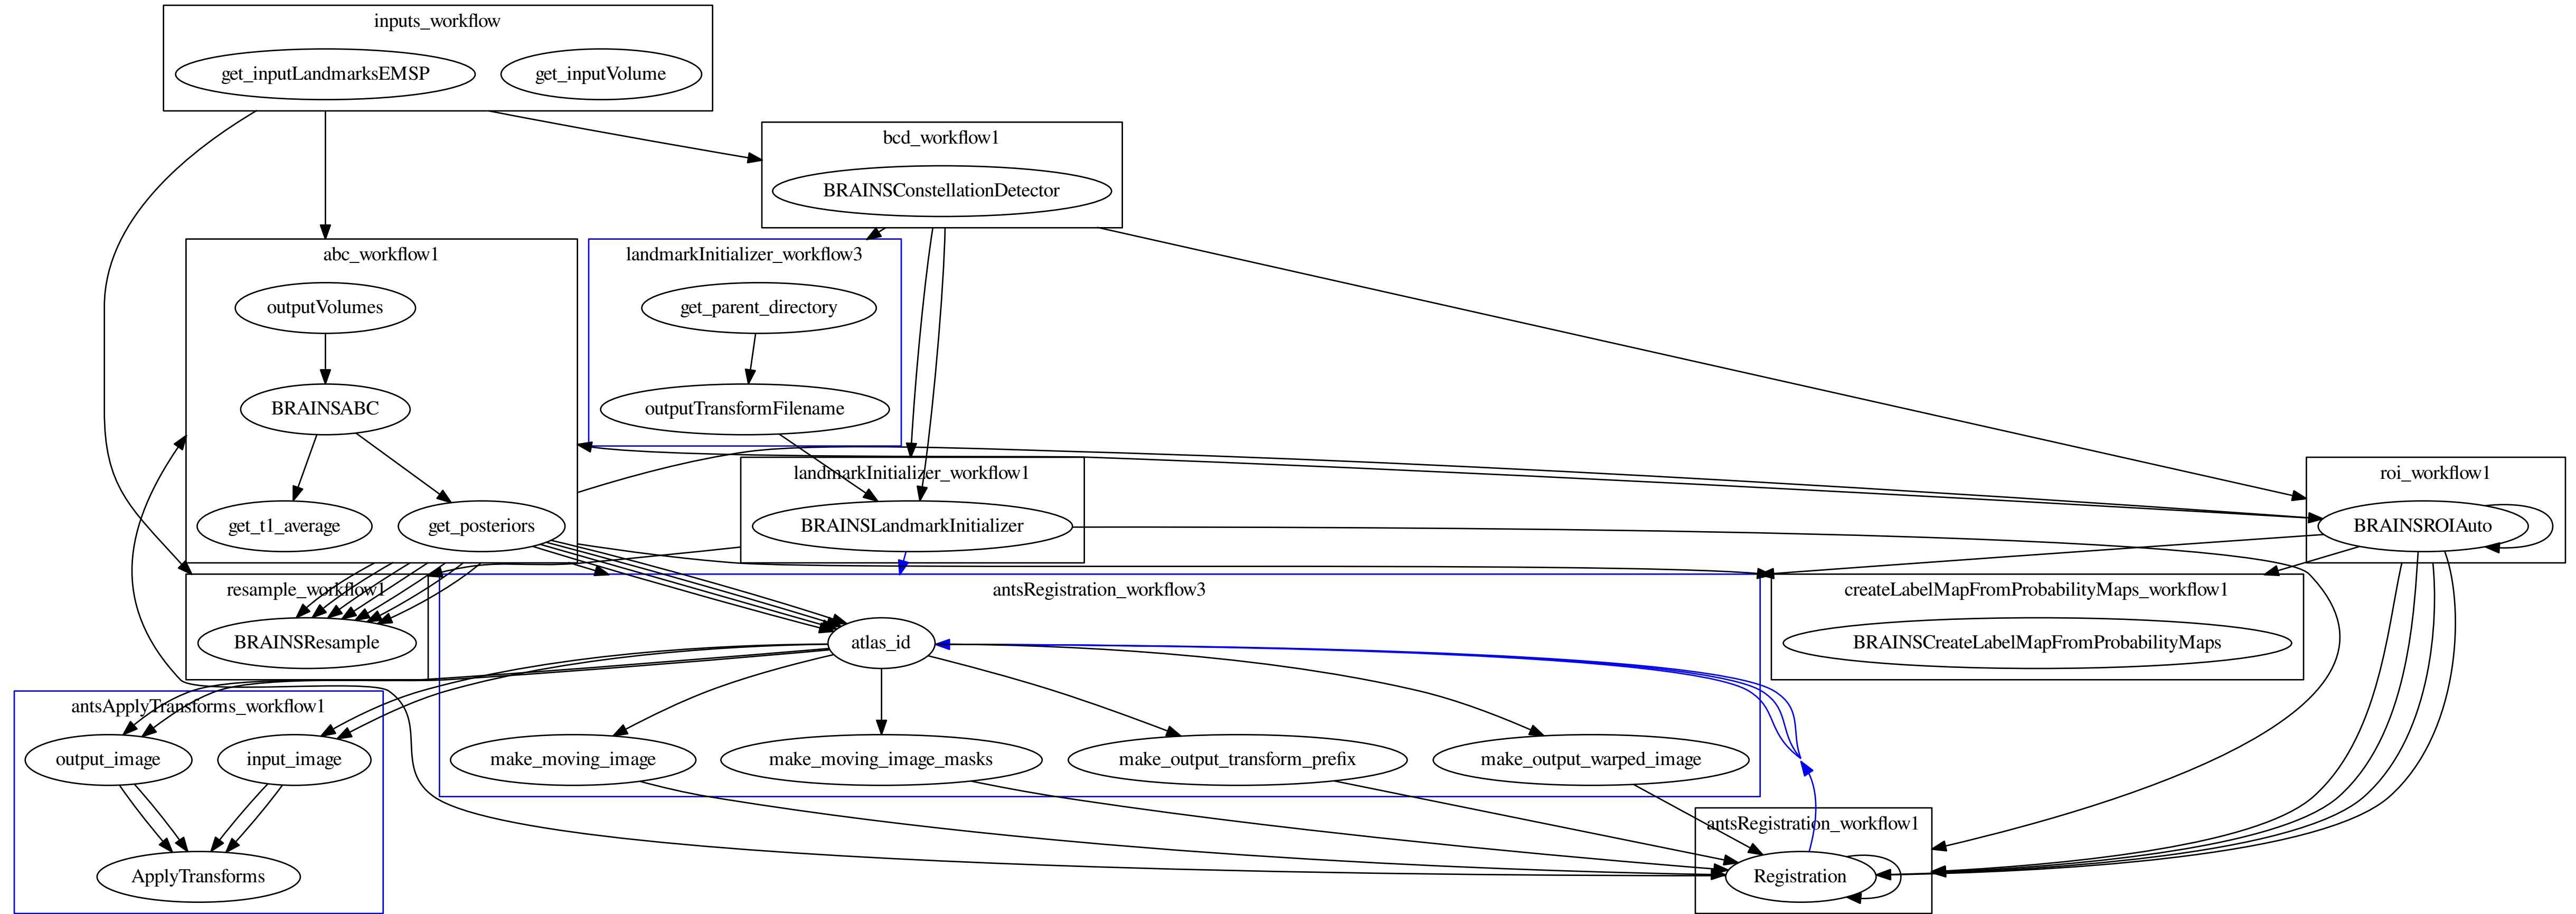 inputs_workflow
get_inputLandmarksEMSP
get_inputVolume
bcd_workflow1
BRAINSConstellationDetector
abc_workflow1
outputVolumes
BRAINSABC
get_t1_average
get_posteriors
landmarkInitializer_workflow3
get_parent_directory
outputTransformFilename
landmarkInitializer_workflow1
BRAINSLandmarkInitializer
roi_workflow1
BRAINSROIAuto
resample_workflow1
BRAINSResample
antsRegistration_workflow3
atlas_id
make_moving_image
make_moving_image_masks
make_output_transform_prefix
make_output_warped_image
createLabelMapFromProbabilityMaps_workflow1
BRAINSCreateLabelMapFromProbabilityMaps
antsApplyTransforms_workflow1
output_image
input_image
ApplyTransforms
antsRegistration_workflow1
Registration